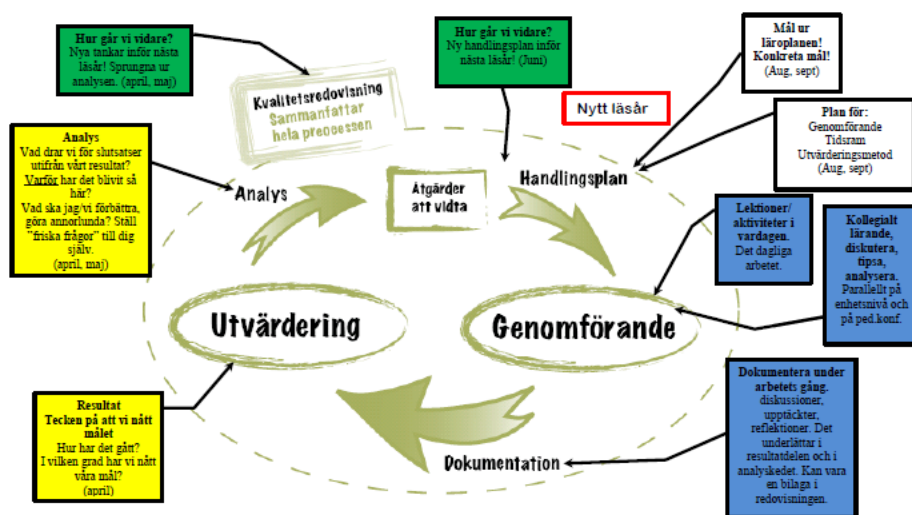 Hur går vi vidare?
Nya tankar inför nästa
läsår! Sprungna ur
analysen. (april, maj)
Hur går vi vidare?
Ny handlingsplan inför
nästa läsår! (Juni)
Mål ur
läroplanen!
Konkreta mål!
(Aug, sept)
Kvalitetsredovisning
Sammanfattar
hela processen
Nytt läsår
Plan för:
Genomförande
Tidsram
Utvärderingsmetod
(Aug, sept)
Analys
Vad drar vi för slutsatser
utifrån vårt resultat?
Varför har det blivit så
här?
Vad ska jag/vi förbättra,
göra annorlunda? Ställ
"friska frågor" till dig
själv.
(april, maj)
Analys
Åtgärder
att vidta
Handlingsplan
Lektioner/
aktiviteter i
vardagen.
Det dagliga
arbetet.
Kollegialt
lärande,
diskutera,
tipsa,
analysera.
Parallellt på
enhetsnivå och
på ped.konf.
Utvärdering
Genomförande
Resultat
Tecken på att vi nått
målet
Hur har det gått?
I vilken grad har vi nått
våra mål?
(april)
Dokumentation
Dokumentera under
arbetets gång.
diskussioner,
upptäckter,
reflektioner. Det
underlättar i
resultatdelen och i
analyskedet. Kan vara
en bilaga i
redovisningen.